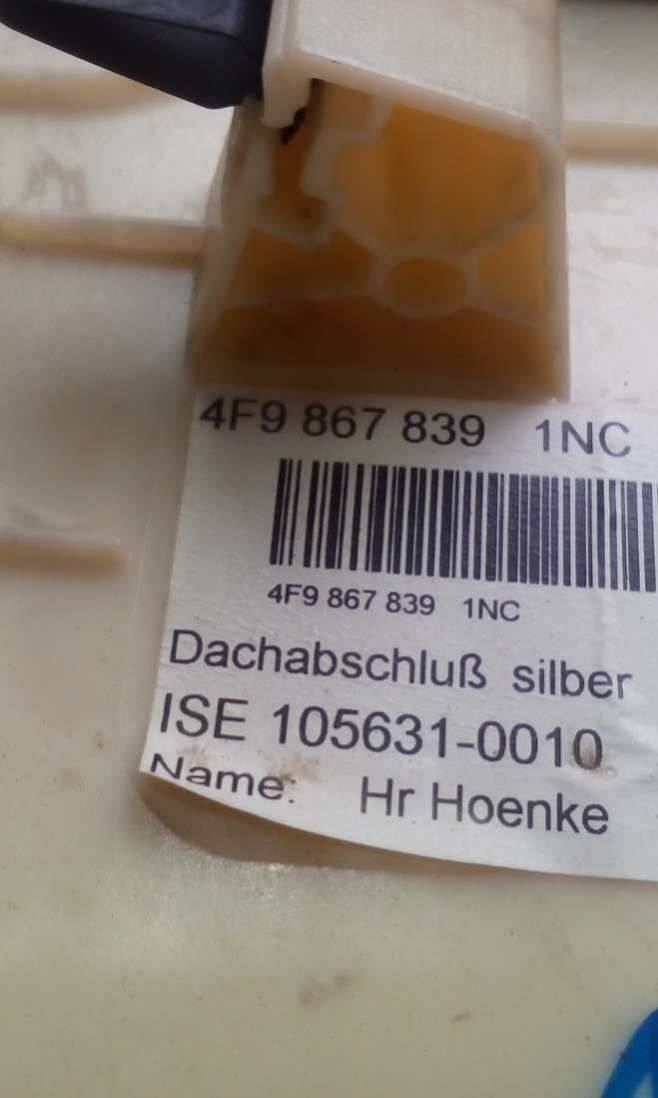 4F9 867 839 1NC
4F9 867 839 1NC
Dachabschluß silber
ISE 105631-0010
Name: Hr Hoenke